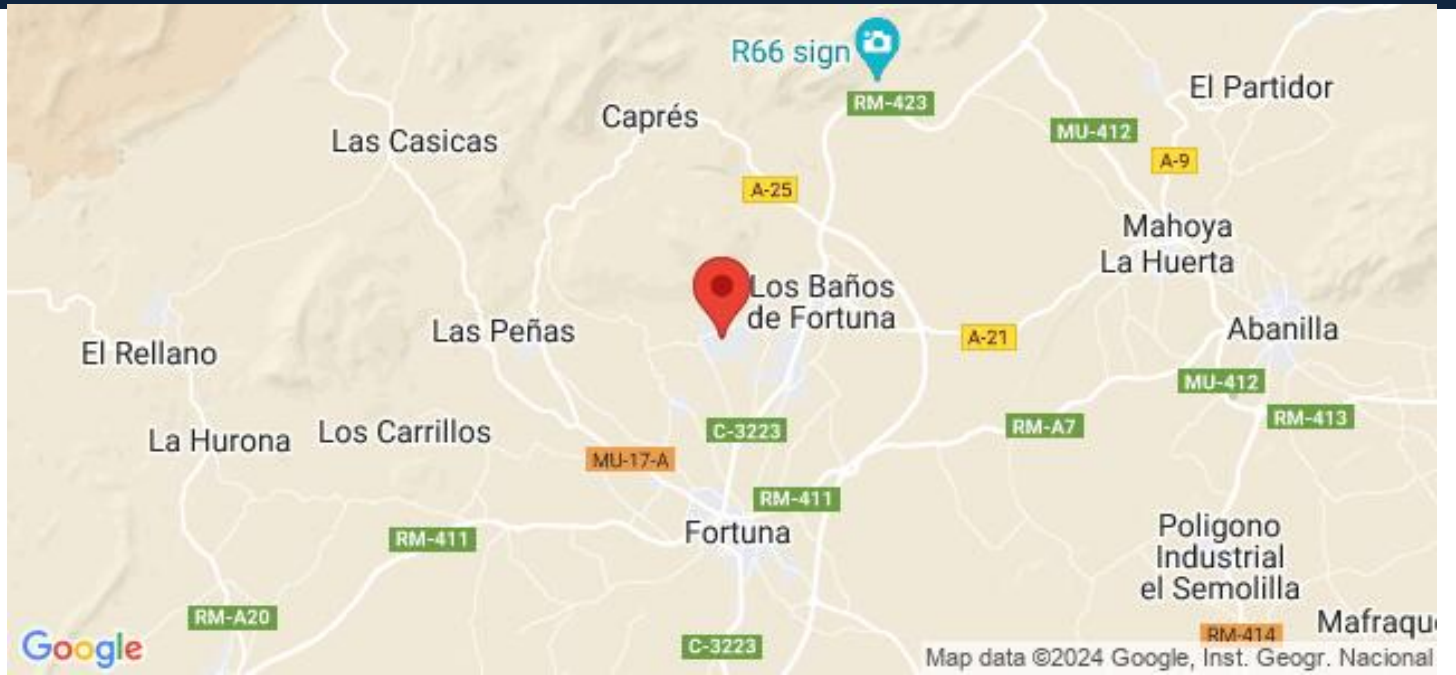 R66 sign
RM-423
El Partidor
Caprés
MU-412
Las Casicas
A-9
A-25
Mahoya
La Huerta
Los Baños
de Fortuna
Las Peñas
A-21
Abanilla
El Rellano
MU-412
RM-413
C-3223
RM-A7
La Hurona
Los Carrillos
MU-17-A
RM-411
Fortuna
RM-411
Poligono
Industrial
el Semolilla
RM-A20
Mafraqu
RM-414
C-3223
Google
Map data ©2024 Google, Inst. Geogr. Nacional